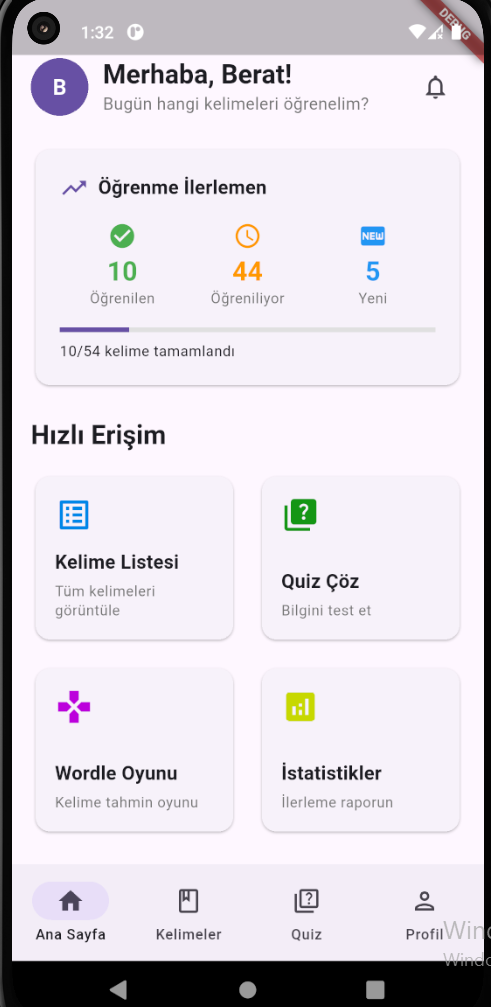 1:32
DEBUG
B
Merhaba, Berat!
Bugün hangi kelimeleri öğrenelim?
Öğrenme İlerlemen
NEW
10
44
5
Öğrenilen
Öğreniliyor
Yeni
10/54 kelime tamamlandı
Hızlı Erişim
Kelime Listesi
Tüm kelimeleri
görüntüle
?
Quiz Çöz
Bilgini test et
Wordle Oyunu
Kelime tahmin oyunu
İstatistikler
İlerleme raporun
?
Ana Sayfa
Kelimeler
Quiz
Profil